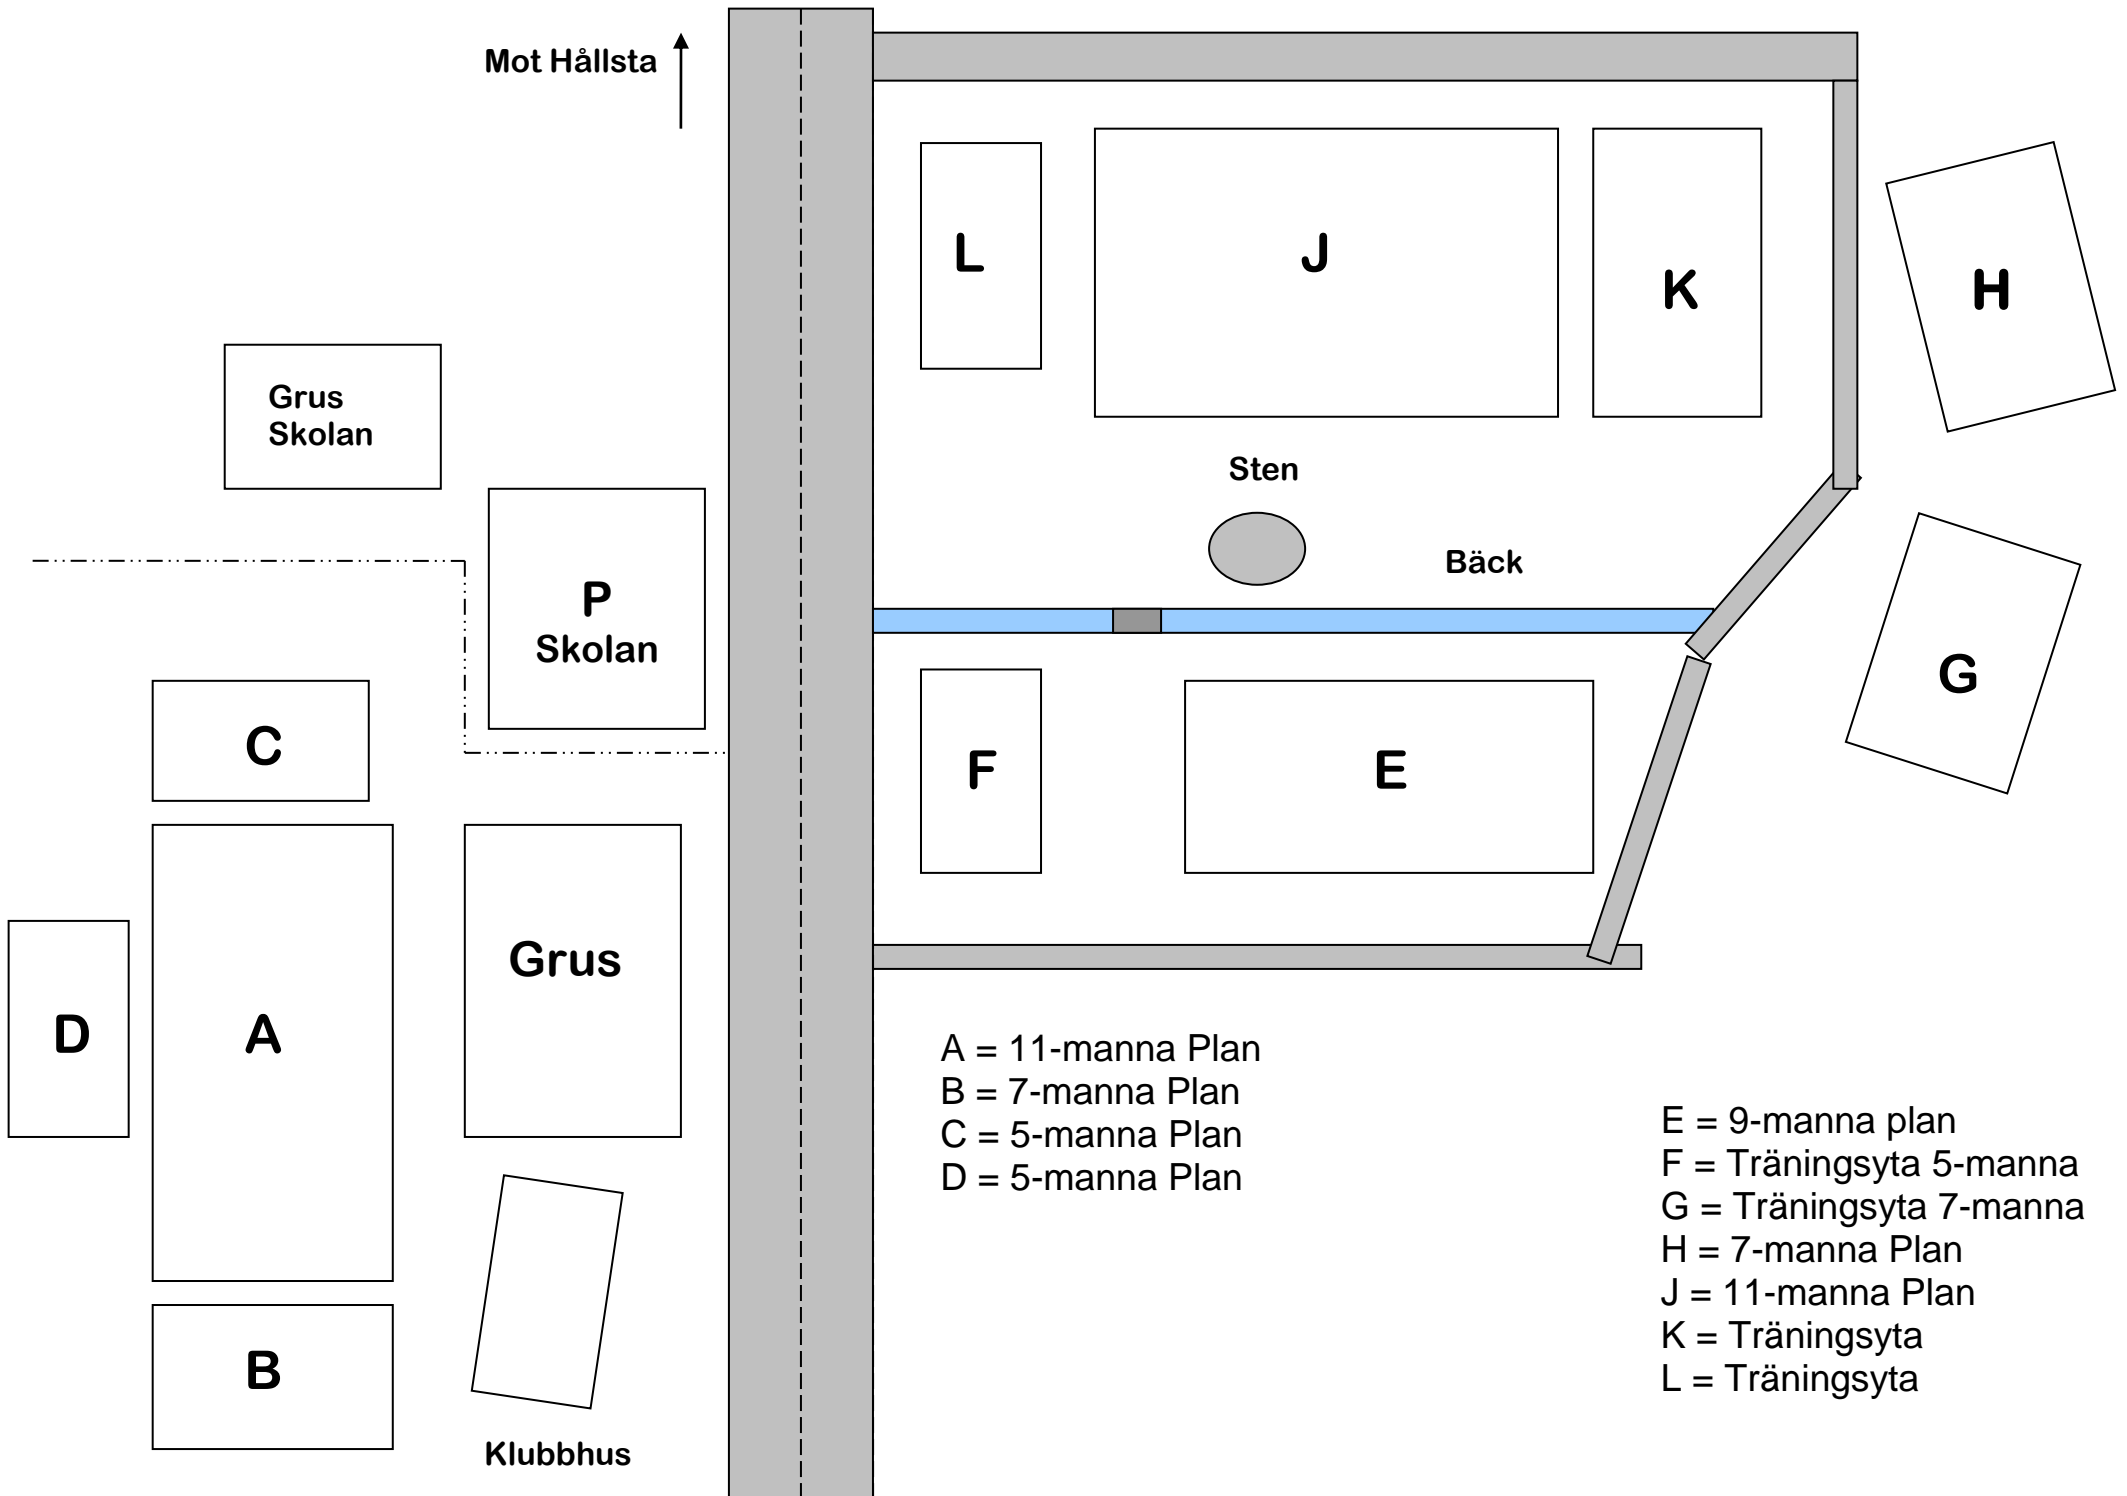 Mot Hållsta
L
J
K
H
Grus
Skolan
Sten
Bäck
P
Skolan
G
C
F
E
Grus
D
A
A = 11-manna Plan
B = 7-manna Plan
C = 5-manna Plan
D = 5-manna Plan
E = 9-manna plan
F = Träningsyta 5-manna
G = Träningsyta 7-manna
H = 7-manna Plan
J = 11-manna Plan
K = Träningsyta
L = Träningsyta
B
Klubbhus